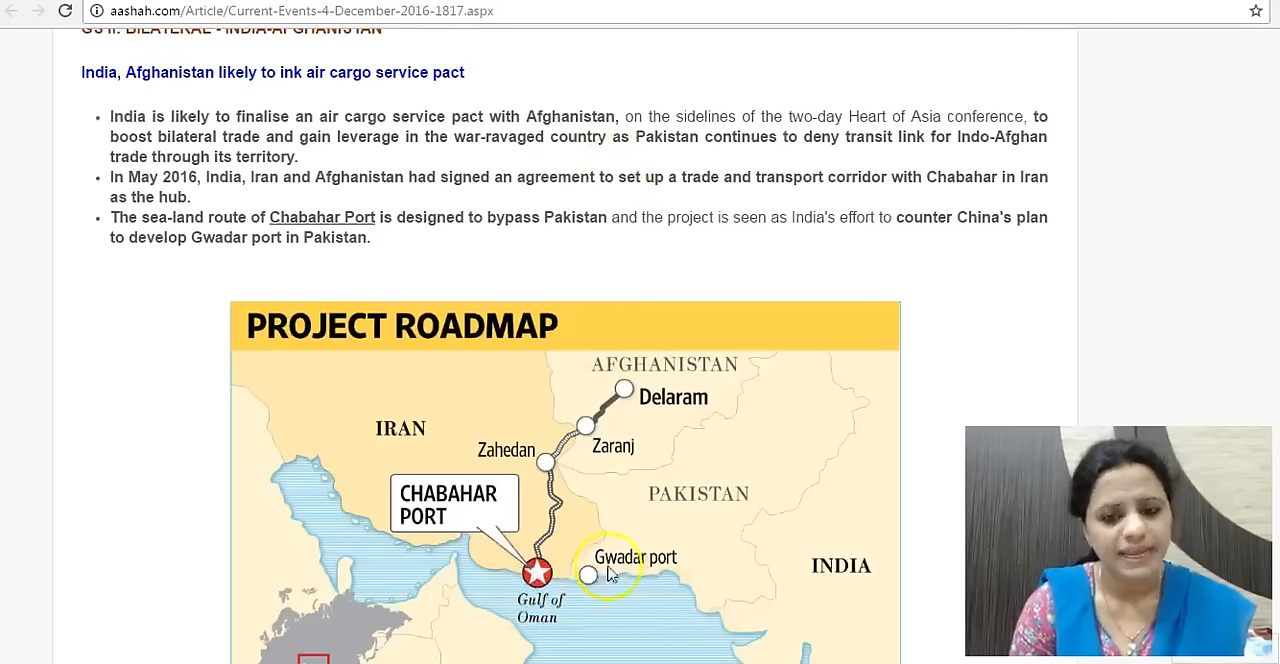 aashah.com/Article/Current-Events-4-December-2016-1817.aspx
GS II: BILATERAL - INDIA-AFGHANISTAN
India, Afghanistan likely to ink air cargo service pact
• India is likely to finalise an air cargo service pact with Afghanistan, on the sidelines of the two-day Heart of Asia conference, to
boost bilateral trade and gain leverage in the war-ravaged country as Pakistan continues to deny transit link for Indo-Afghan
trade through its territory.
• In May 2016, India, Iran and Afghanistan had signed an agreement to set up a trade and transport corridor with Chabahar in Iran
as the hub.
• The sea-land route of Chabahar Port is designed to bypass Pakistan and the project is seen as India's effort to counter China's plan
to develop Gwadar port in Pakistan.
PROJECT ROADMAP
AFGHANISTAN
Delaram
IRAN
Zahedan
Zaranj
CHABAHAR
PORT
PAKISTAN
Gwadar port
INDIA
Gulf of
Oman